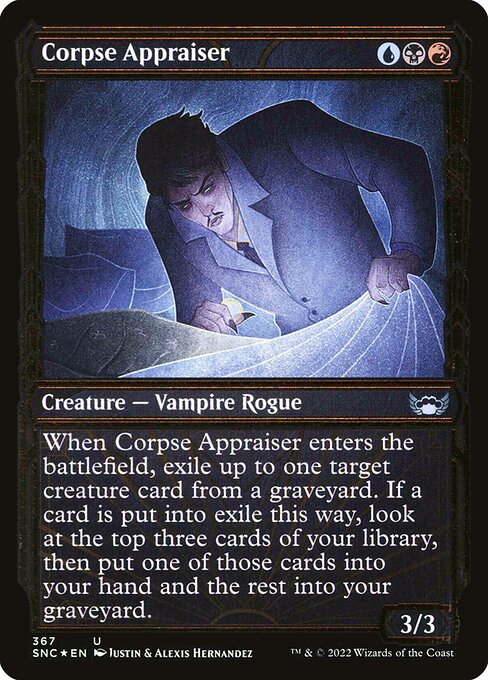 Corpse Appraiser
Creature — Vampire Rogue
When Corpse Appraiser enters the
battlefield, exile up to one target
creature card from a graveyard. If a
card is put into exile this way, look
at the top three cards of your library,
then put one of those cards into
your hand and the rest into your
graveyard.
3/3
367 U
SNC★EN Justin & Alexis Hernandez
™ & © 2022 Wizards of the Coast